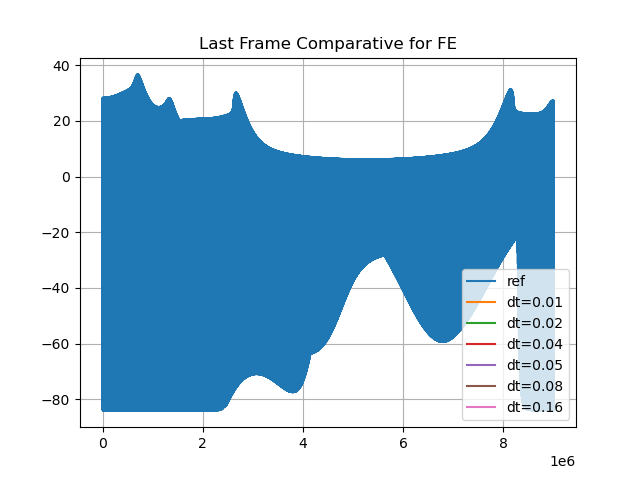 Last Frame Comparative for FE
40
20
0
−20
−40
−60
−80
ref
dt=0.01
dt=0.02
dt=0.04
dt=0.05
dt=0.08
dt=0.16
0 2 4 6 8
1e6